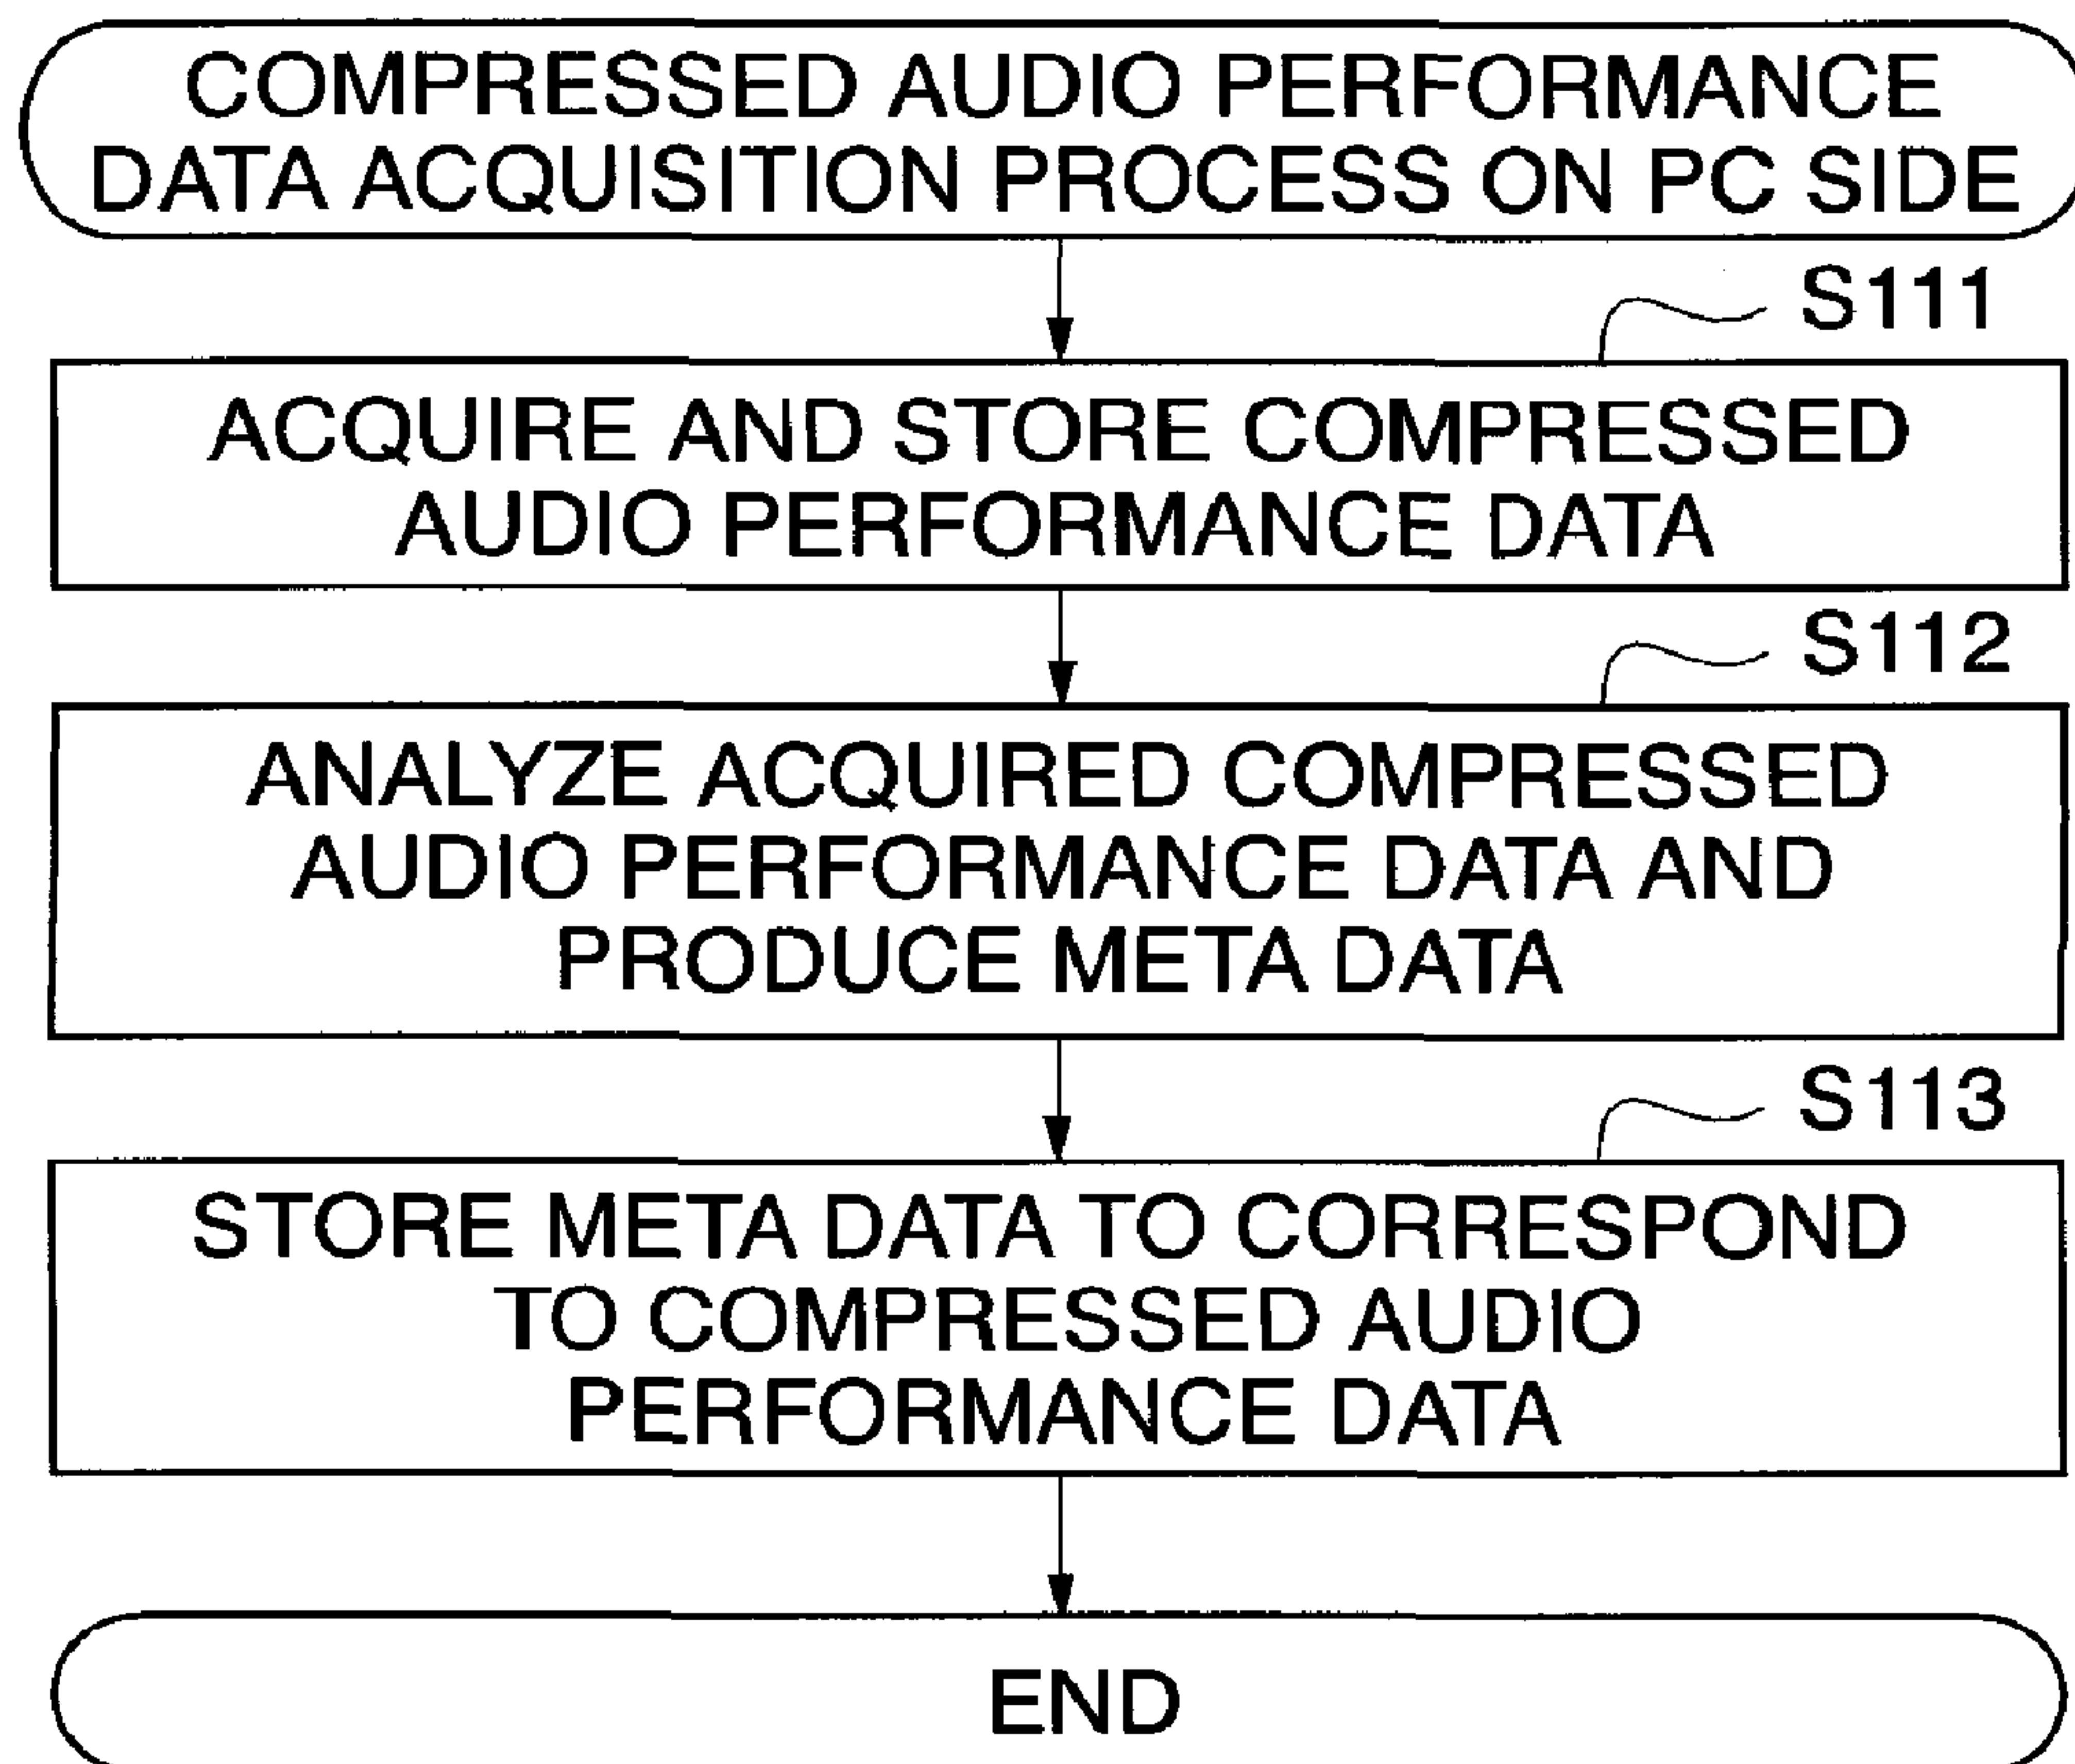 COMPRESSED AUDIO PERFORMANCE
DATA ACQUISITION PROCESS ON PC SIDE
S111
ACQUIRE AND STORE COMPRESSED
AUDIO PERFORMANCE DATA
S112
ANALYZE ACQUIRED COMPRESSED
AUDIO PERFORMANCE DATA AND
PRODUCE META DATA
S113
STORE META DATA TO CORRESPOND
TO COMPRESSED AUDIO
PERFORMANCE DATA
END